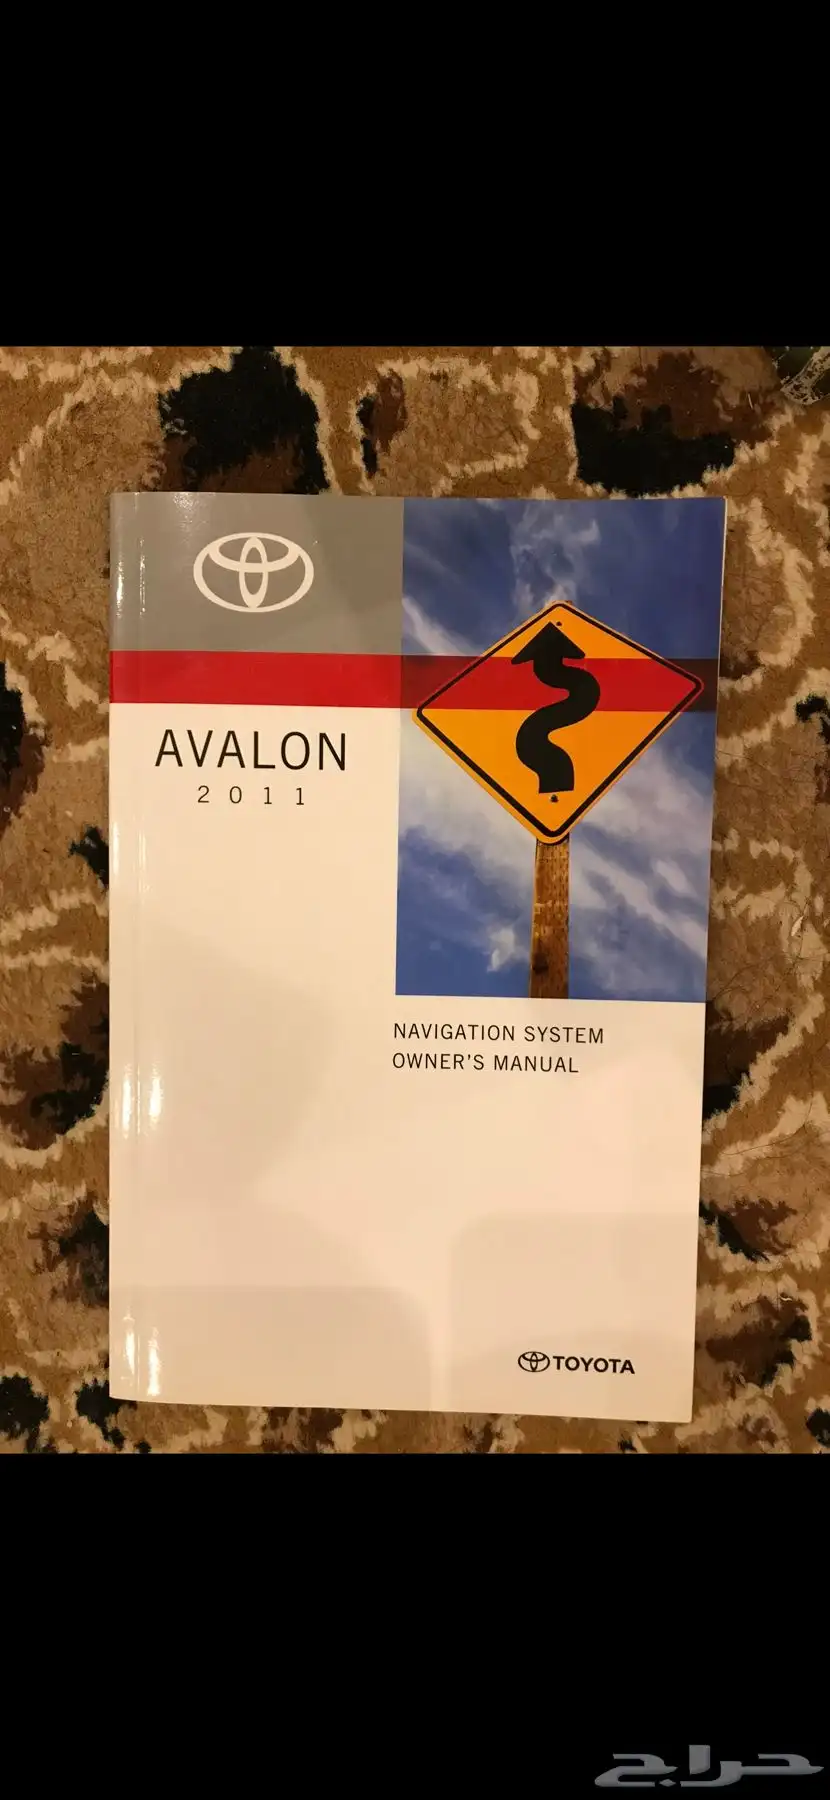 AVALON
2011
NAVIGATION SYSTEM
OWNER'S MANUAL
TOYOTA
حراج